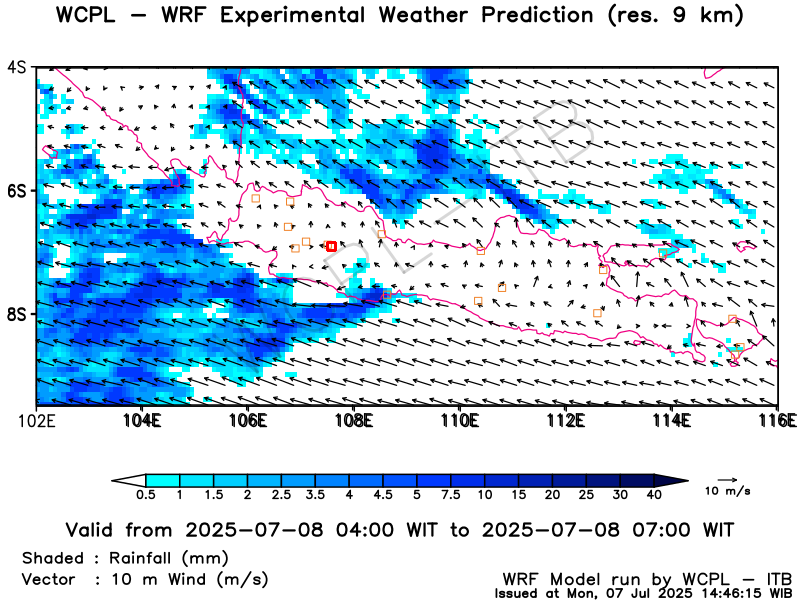 WCPL – WRF Experimental Weather Prediction (res. 9 km)
4S
6S
8S
102E 104E 106E 108E 110E 112E 114E 116E
PL-ITB
0.5 1 1.5 2 2.5 3.5 4 4.5 5 7.5 10 15 20 25 30 40
10 m/s
Valid from 2025-07-08 04:00 WIT to 2025-07-08 07:00 WIT
Shaded : Rainfall (mm)
Vector : 10 m Wind (m/s)
WRF Model run by WCPL – ITB
Issued at Mon, 07 Jul 2025 14:46:15 WIB